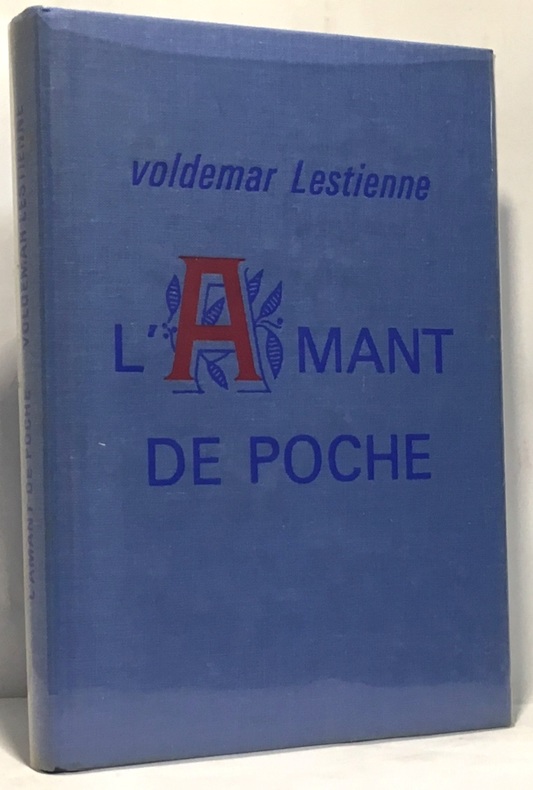 voldemar Lestienne
L'AMANT
DE POCHE
L'AMANT DE POCHE VOLDEMAR LESTIENNE